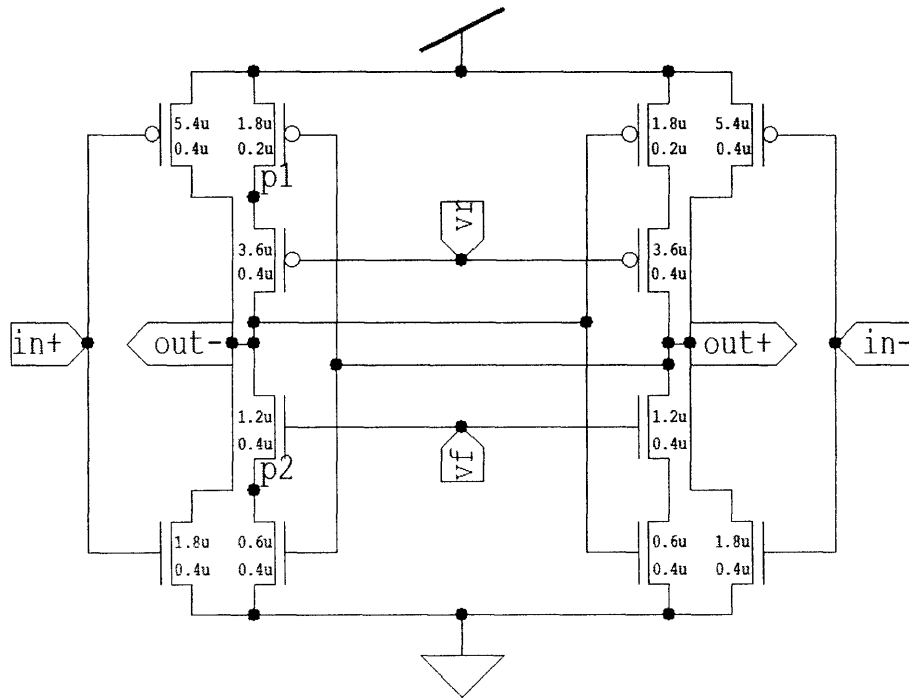 5.4u 1.8u 1.8u 5.4u
0.4u 0.2u 0.2u 0.4u
p1
vr
3.6u 3.6u
0.4u 0.4u
in+ out- out+ in-
1.2u 1.2u
0.4u 0.4u
vf
p2
1.8u 0.6u 0.6u 1.8u
0.4u 0.4u 0.4u 0.4u